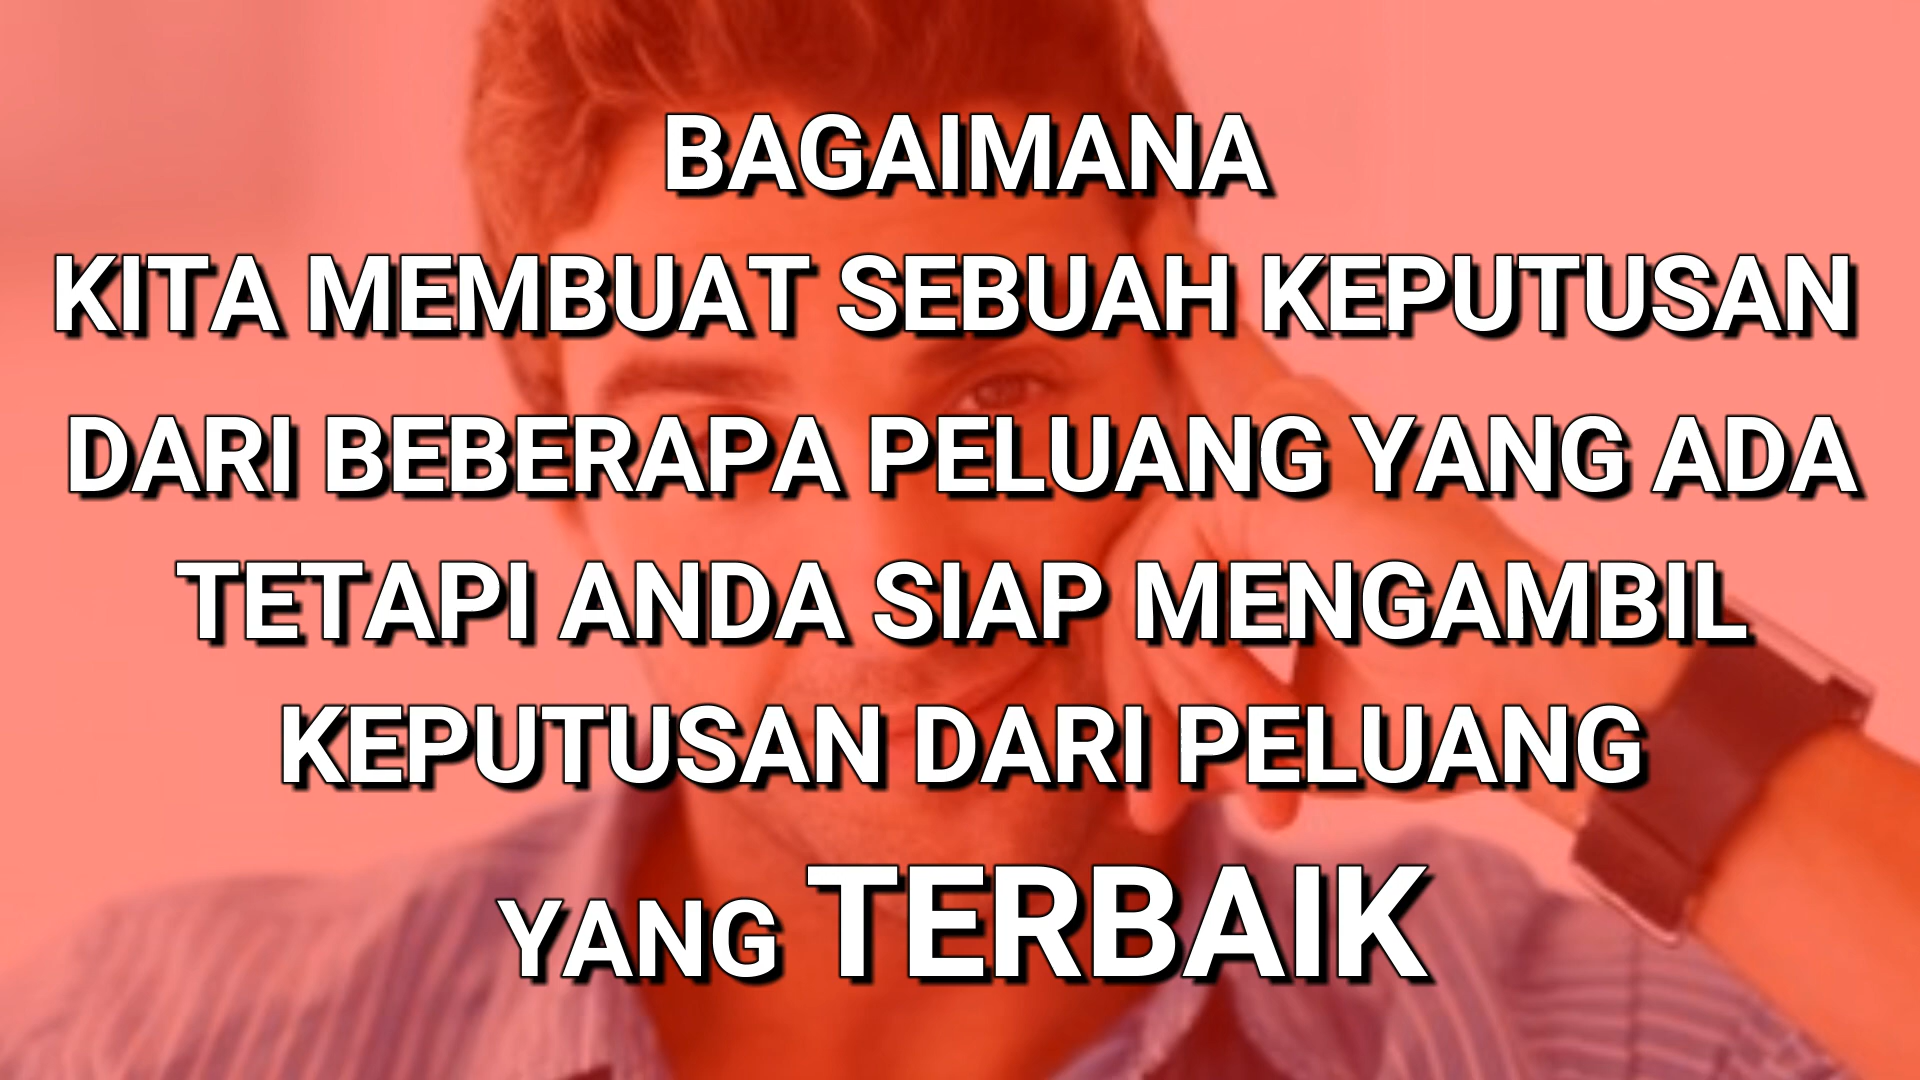 BAGAIMANA
KITA MEMBUAT SEBUAH KEPUTUSAN
DARI BEBERAPA PELUANG YANG ADA
TETAPI ANDA SIAP MENGAMBIL
KEPUTUSAN DARI PELUANG
YANG TERBAIK